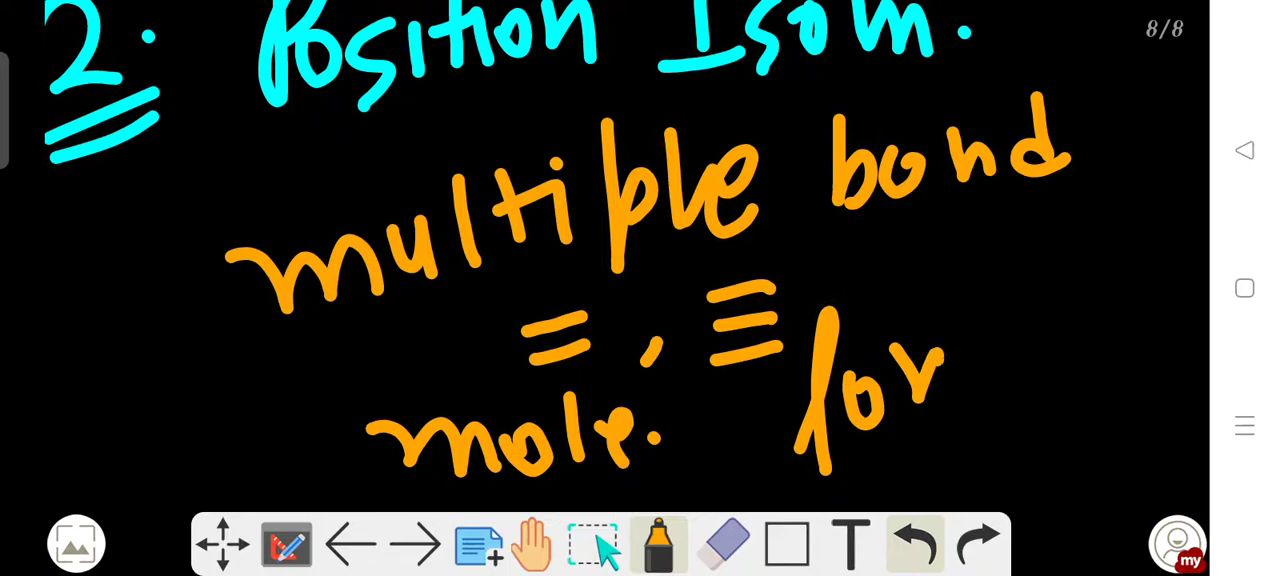 2. Position Isom.
8/8
multiple bond
=, ≡
mole. for
T
my